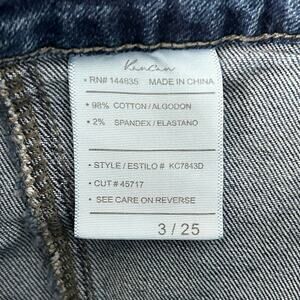 KanCan
• RN# 144835 MADE IN CHINA
• 98% COTTON / ALGODON
• 2% SPANDEX / ELASTANO
• STYLE / ESTILO # KC7843D
• CUT # 45717
• SEE CARE ON REVERSE
3 / 25